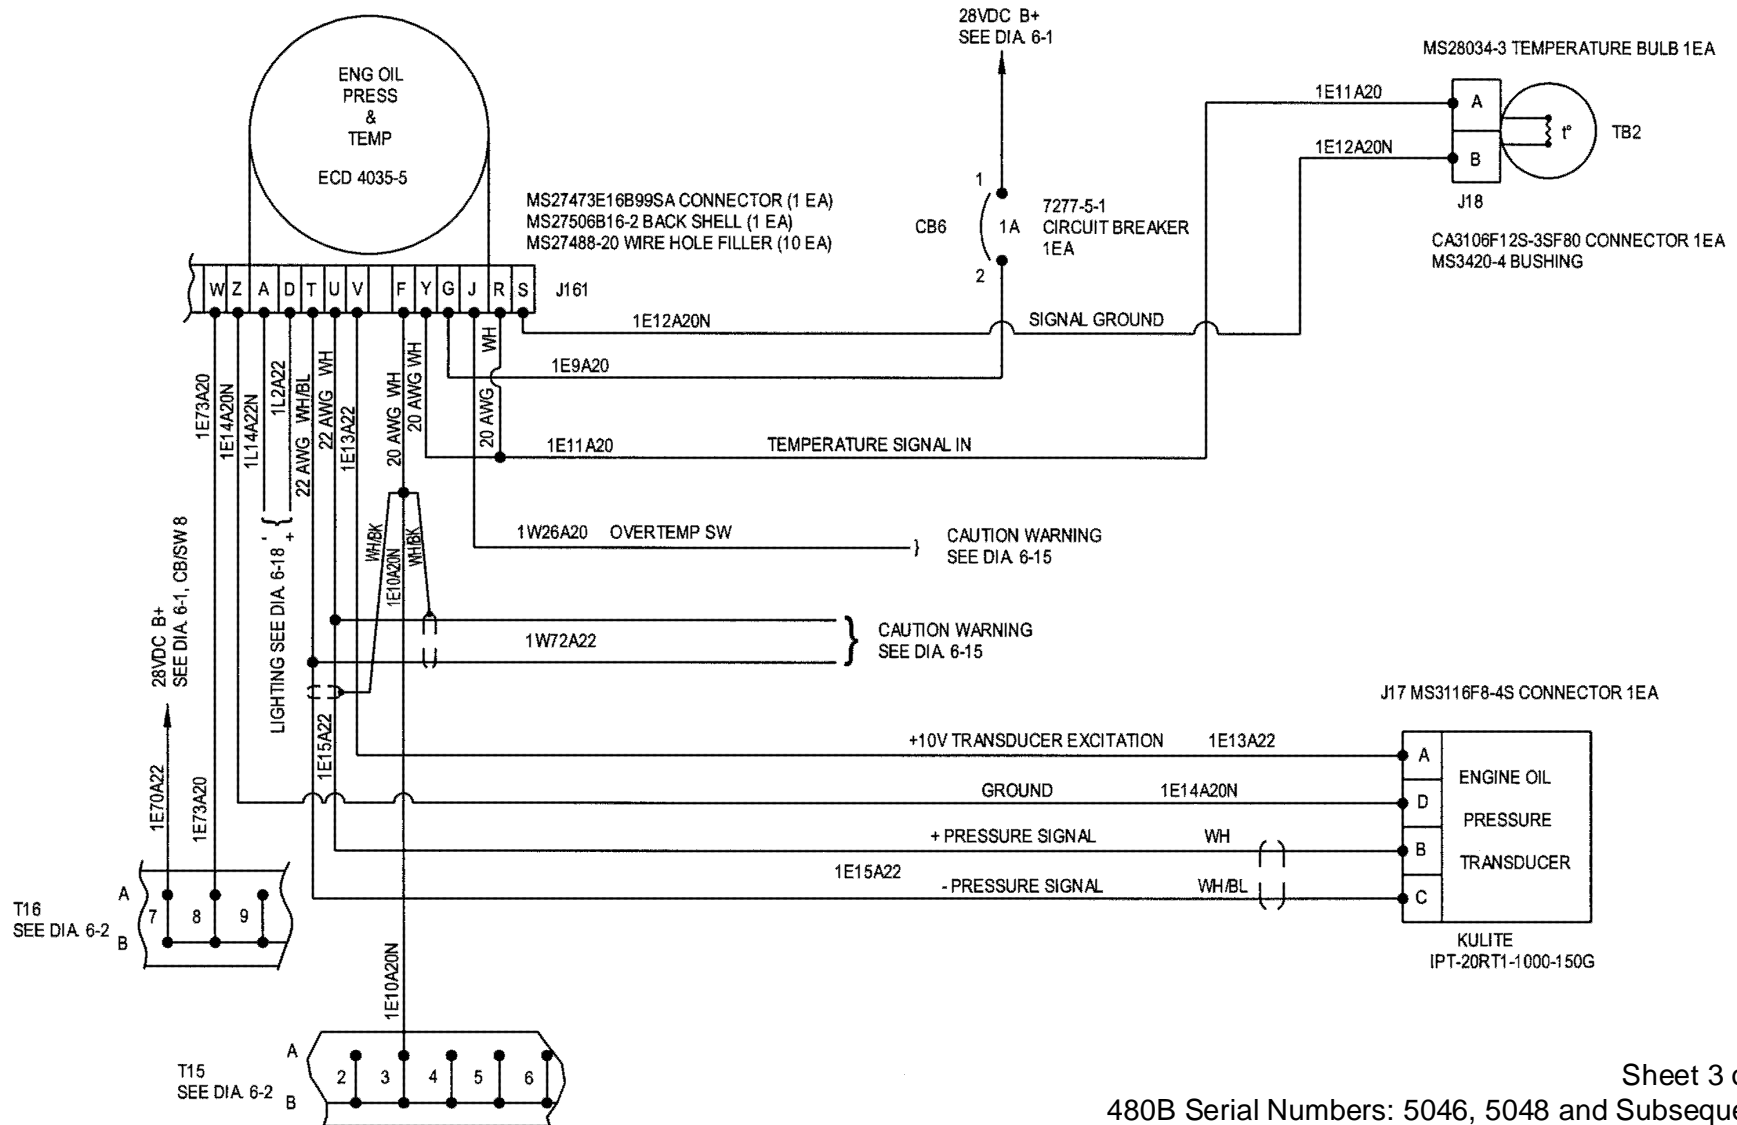 28VDC B+
SEE DIA. 6-1
MS28034-3 TEMPERATURE BULB 1EA
ENG OIL
PRESS
&
TEMP
ECD 4035-5
1E11A20
A
t°
TB2
1E12A20N
B
J18
CA3106F12S-3SF80 CONNECTOR 1EA
MS3420-4 BUSHING
MS27473E16B99SA CONNECTOR (1 EA)
MS27506B16-2 BACK SHELL (1 EA)
MS27488-20 WIRE HOLE FILLER (10 EA)
1
CB6
1A
7277-5-1
CIRCUIT BREAKER
1EA
2
W Z A D T U V F Y G J R S
J161
1E12A20N
SIGNAL GROUND
1E9A20
1E11A20
TEMPERATURE SIGNAL IN
1E73A20
1E14A20N
1L14A22N
1L2A22
22 AWG WH/BL
22 AWG WH
1E13A22
20 AWG WH
20 AWG WH
20 AWG WH
1W26A20 OVERTEMP SW
}
CAUTION WARNING
SEE DIA. 6-15
WH/BK
1E10A20N
WH/BK
- { +
LIGHTING SEE DIA. 6-18
1W72A22
}
CAUTION WARNING
SEE DIA. 6-15
28VDC B+
SEE DIA. 6-1, CB/SW 8
1E15A22
J17 MS3116F8-4S CONNECTOR 1EA
+10V TRANSDUCER EXCITATION 1E13A22
A
GROUND 1E14A20N
D
+ PRESSURE SIGNAL WH
B
1E15A22
- PRESSURE SIGNAL WH/BL
C
ENGINE OIL
PRESSURE
TRANSDUCER
KULITE
IPT-20RT1-1000-150G
1E70A22
1E73A20
T16
SEE DIA. 6-2
A
7 8 9
B
1E10A20N
T15
SEE DIA. 6-2
A
2 3 4 5 6
B
Sheet 3
480B Serial Numbers: 5046, 5048 and Subseque